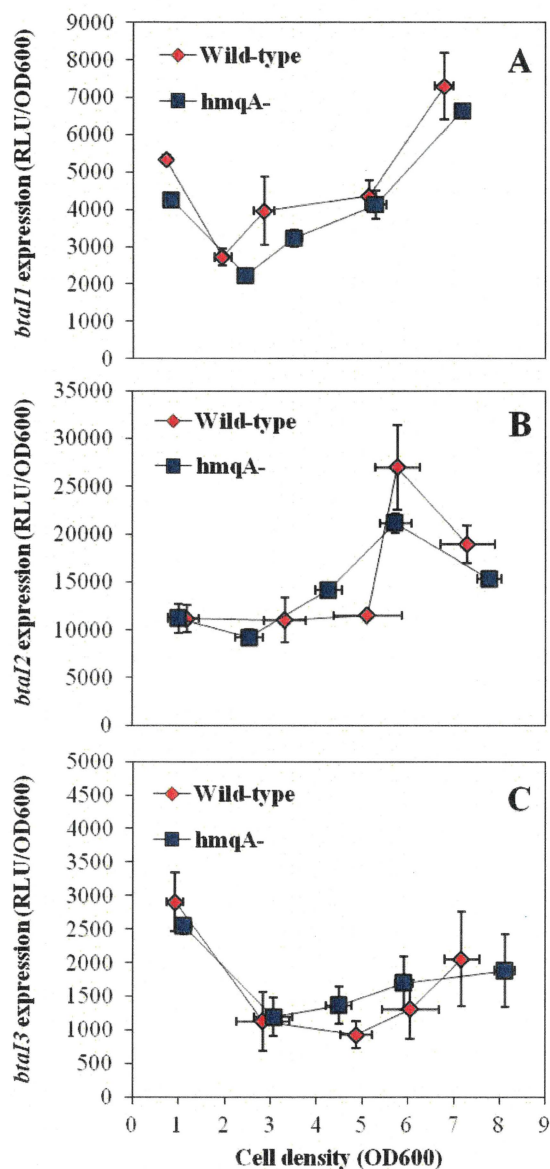 9000
8000
7000
6000
5000
4000
3000
2000
1000
0
btaI1 expression (RLU/OD600)
Wild-type
hmqA-
A
35000
30000
25000
20000
15000
10000
5000
0
btaI2 expression (RLU/OD600)
Wild-type
hmqA-
B
5000
4500
4000
3500
3000
2500
2000
1500
1000
500
0
btaI3 expression (RLU/OD600)
Wild-type
hmqA-
C
0 1 2 3 4 5 6 7 8 9
Cell density (OD600)